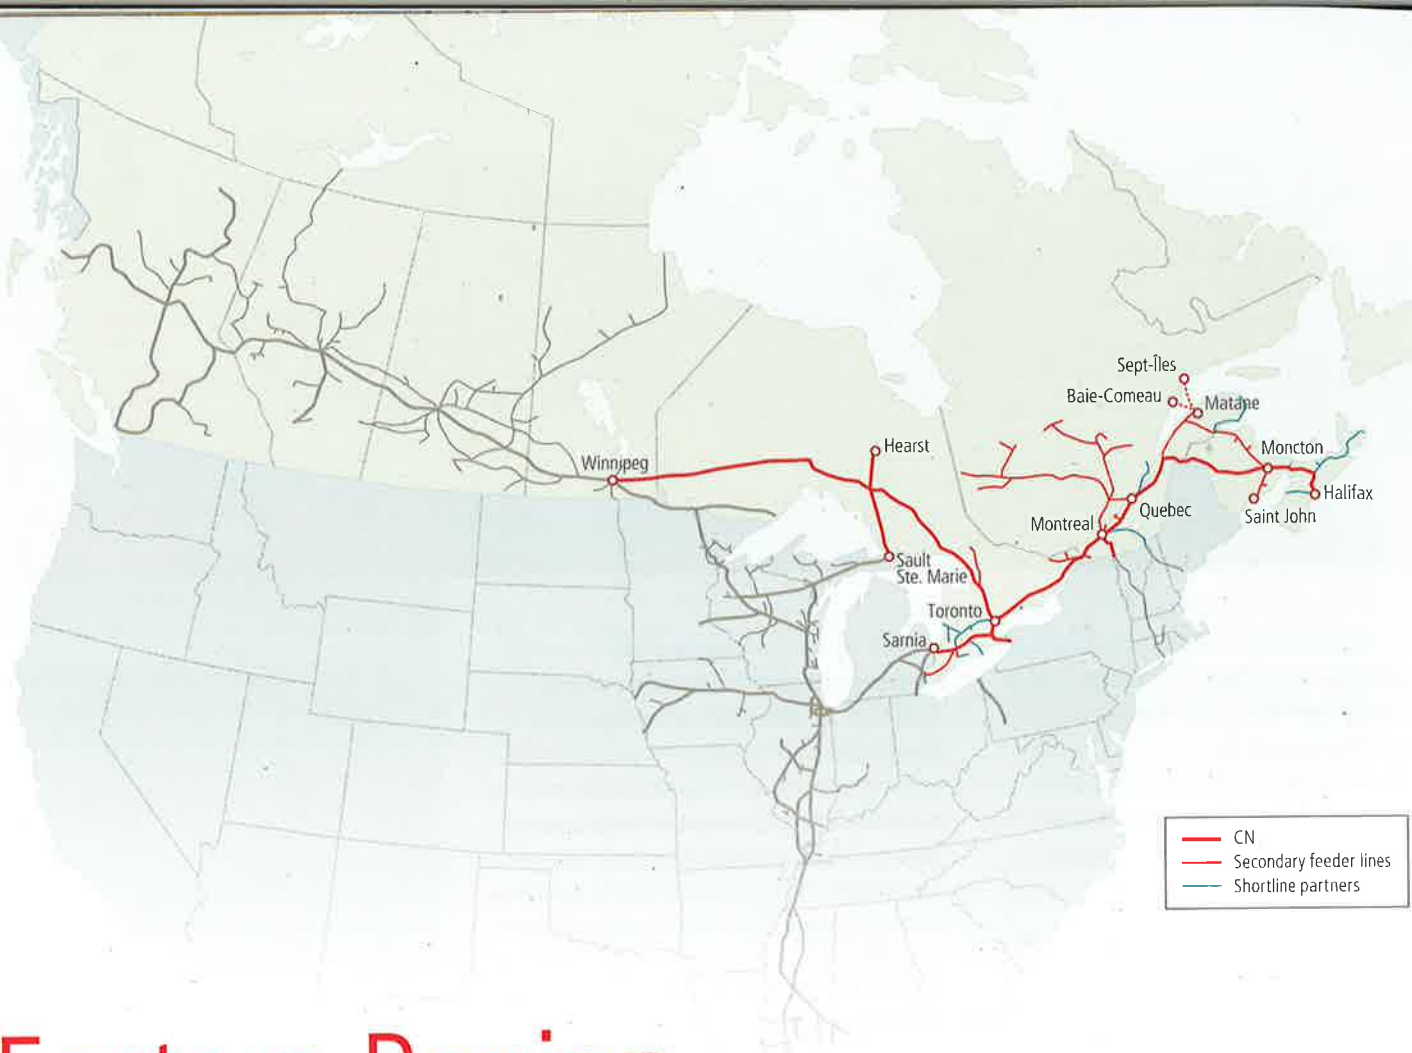 Sept-Îles
Baie-Comeau
Matane
Hearst
Moncton
Winnipeg
Halifax
Quebec
Saint John
Montreal
Sault
Ste. Marie
Toronto
Sarnia
CN
Secondary feeder lines
Shortline partners